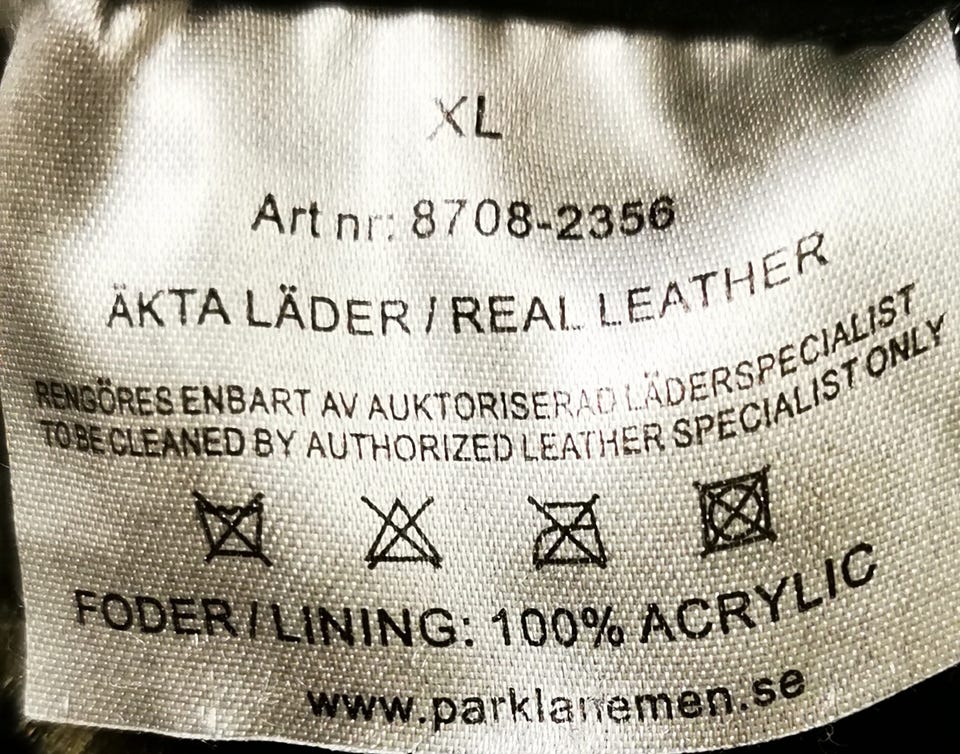 XL
Art nr: 8708-2356
ÄKTA LÄDER / REAL LEATHER
RENGÖRES ENBART AV AUKTORISERAD LÄDERSPECIALIST
TO BE CLEANED BY AUTHORIZED LEATHER SPECIALIST ONLY
FODER / LINING: 100% ACRYLIC
www.parklanemen.se